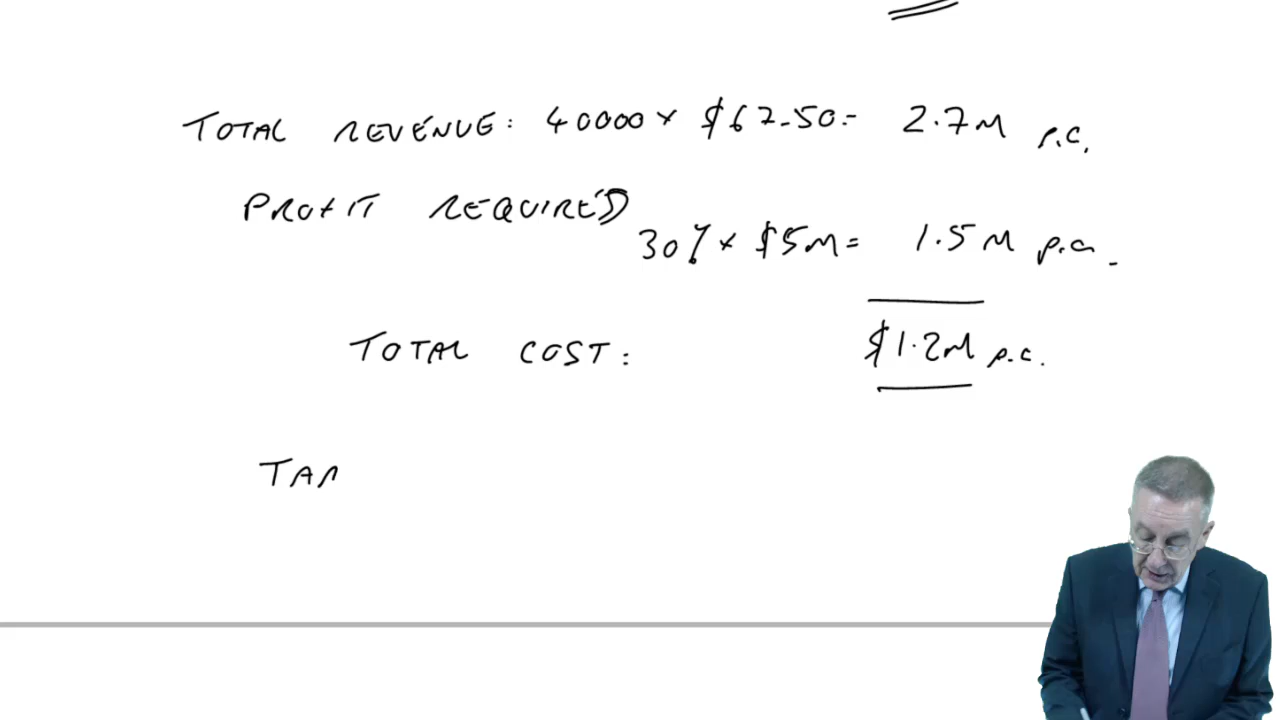 TOTAL REVENUE: 40000 × $67.50 = 2.7M p.a.
PROFIT REQUIRED
30% × $5M = 1.5M p.a.
TOTAL COST: $1.2M p.a.
TAR